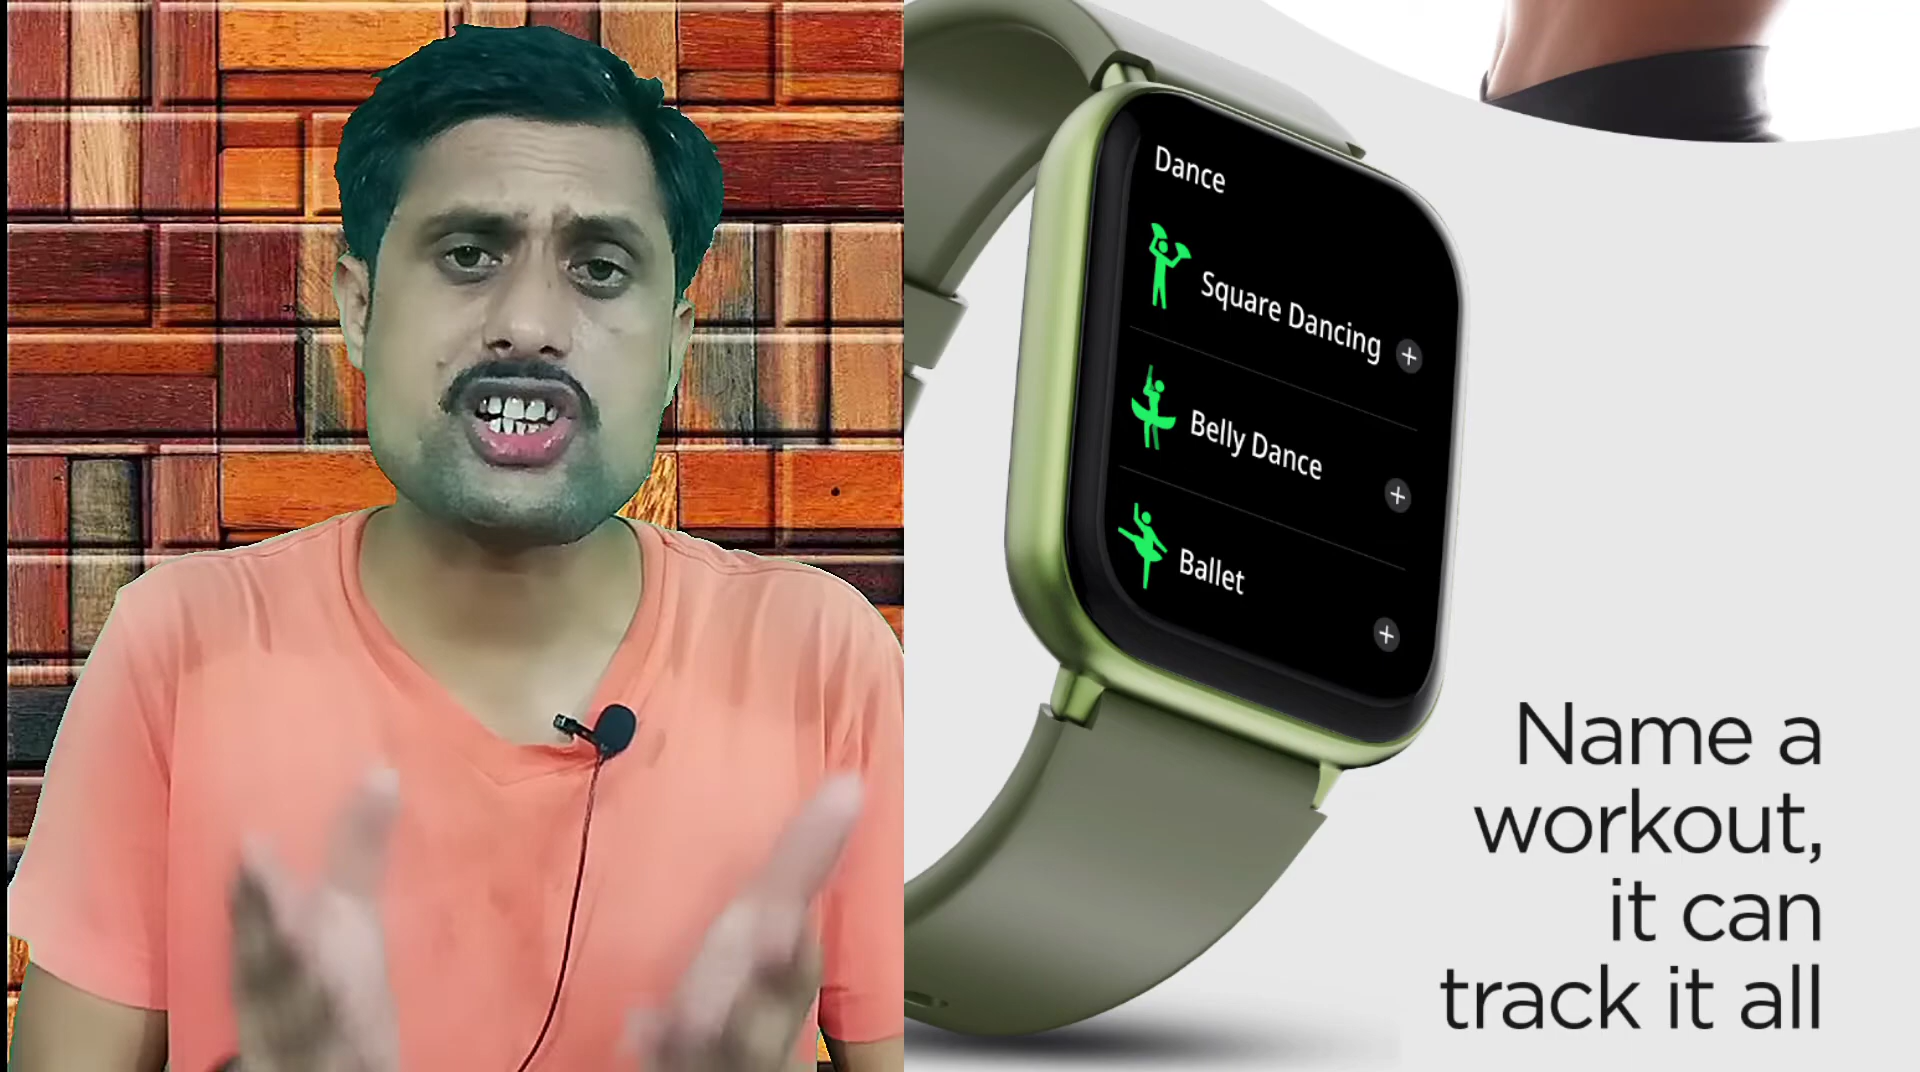 Dance
Square Dancing
Belly Dance
Ballet
Name a
workout,
it can
track it all